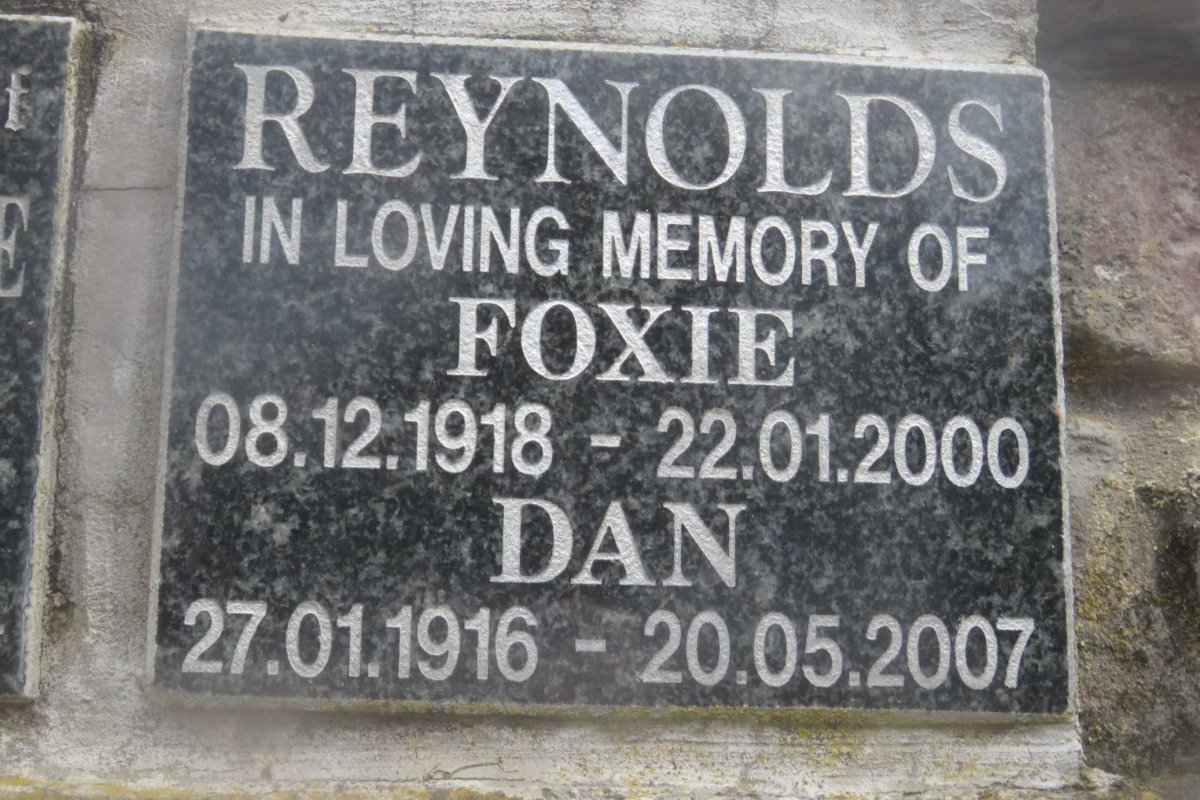 REYNOLDS
IN LOVING MEMORY OF
FOXIE
08.12.1918 - 22.01.2000
DAN
27.01.1916 - 20.05.2007